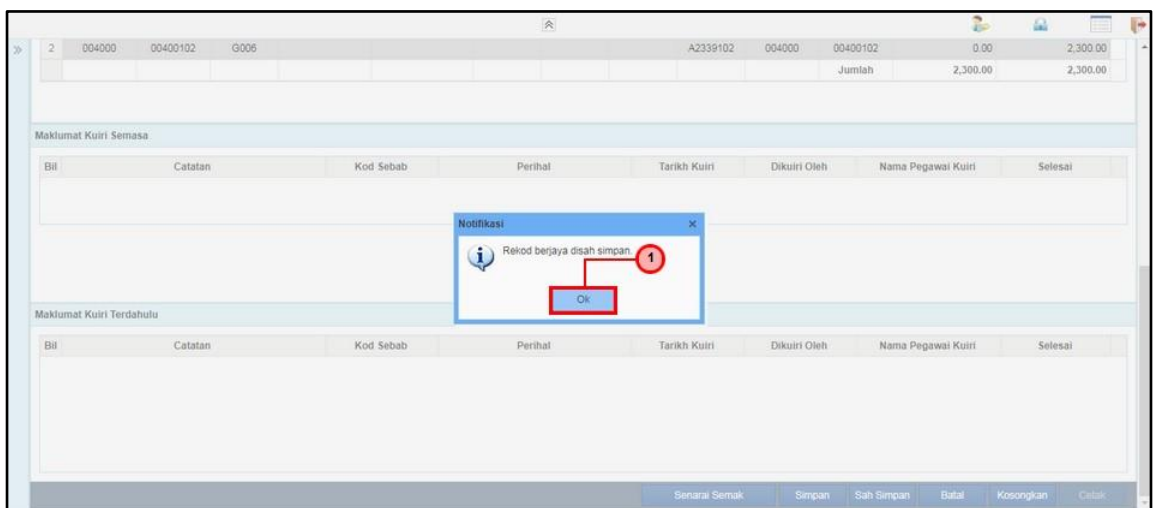 2 004000 00400102 G006 A2339102 004000 00400102 0.00 2,300.00
Jumlah 2,300.00 2,300.00
Maklumat Kuiri Semasa
Bil Catatan Kod Sebab Perihal Tarikh Kuiri Dikuiri Oleh Nama Pegawai Kuiri Selesai
Notifikasi
Rekod berjaya disah simpan.
1
Ok
Maklumat Kuiri Terdahulu
Bil Catatan Kod Sebab Perihal Tarikh Kuiri Dikuiri Oleh Nama Pegawai Kuiri Selesai
Senarai Semak Simpan Sah Simpan Batal Kosongkan Cetak